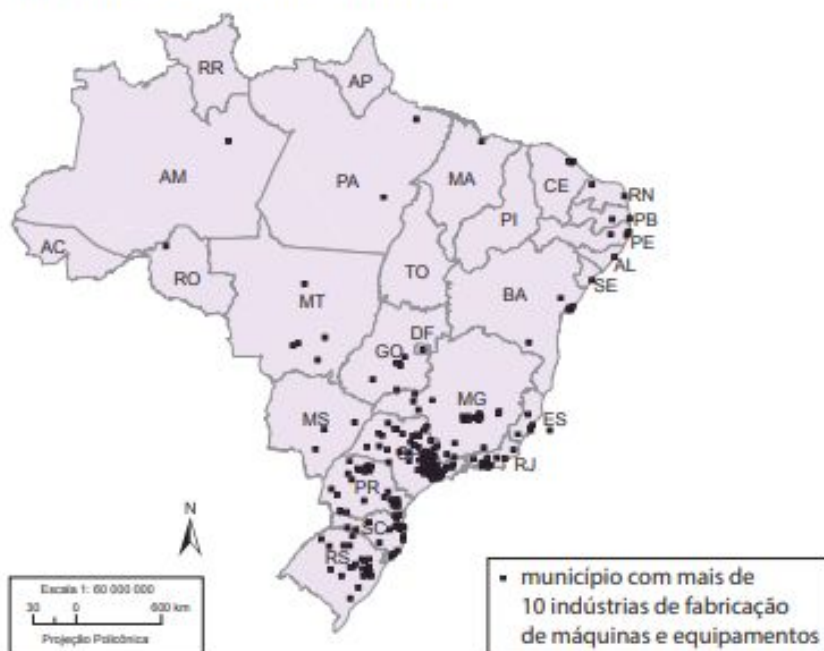 RR
AP
AM
PA
MA
CE
RN
PB
PE
AL
SE
PI
AC
RO
TO
BA
MT
DF
GO
MG
ES
MS
RJ
PR
SC
RS
N
Escala 1: 60 000 000
30 0 600 km
Projeção Policônica
▪ município com mais de
10 indústrias de fabricação
de máquinas e equipamentos